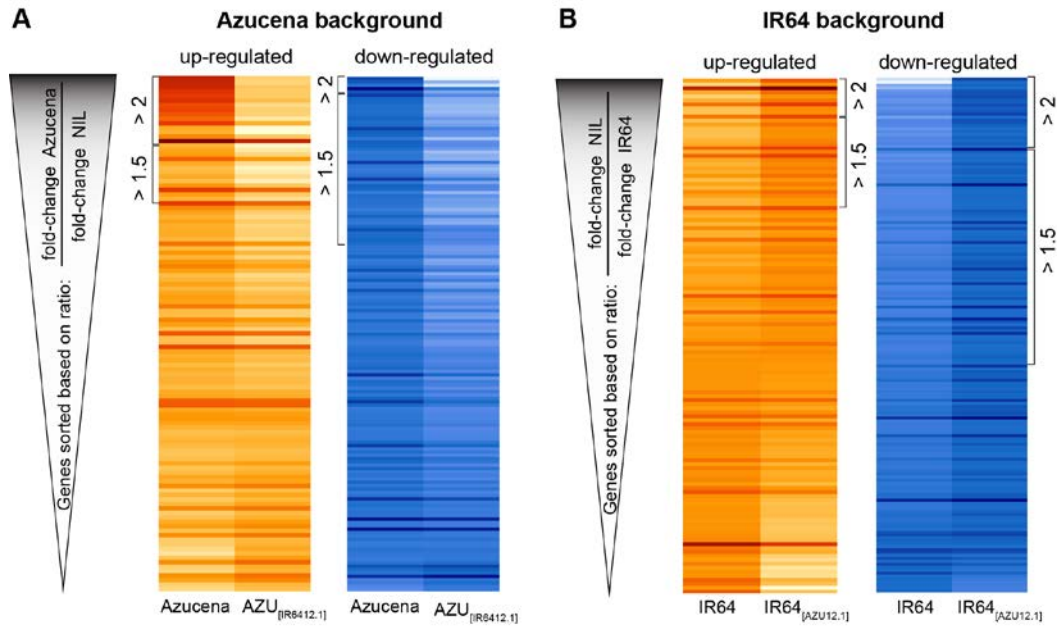 A
Azucena background
up-regulated
down-regulated
> 2
> 1.5
> 2
> 1.5
Genes sorted based on ratio: fold-change Azucena
fold-change NIL
Azucena
AZU[IR6412.1]
Azucena
AZU[IR6412.1]
B
IR64 background
up-regulated
down-regulated
> 2
> 1.5
> 2
> 1.5
Genes sorted based on ratio: fold-change NIL
fold-change IR64
IR64
IR64[AZU12.1]
IR64
IR64[AZU12.1]